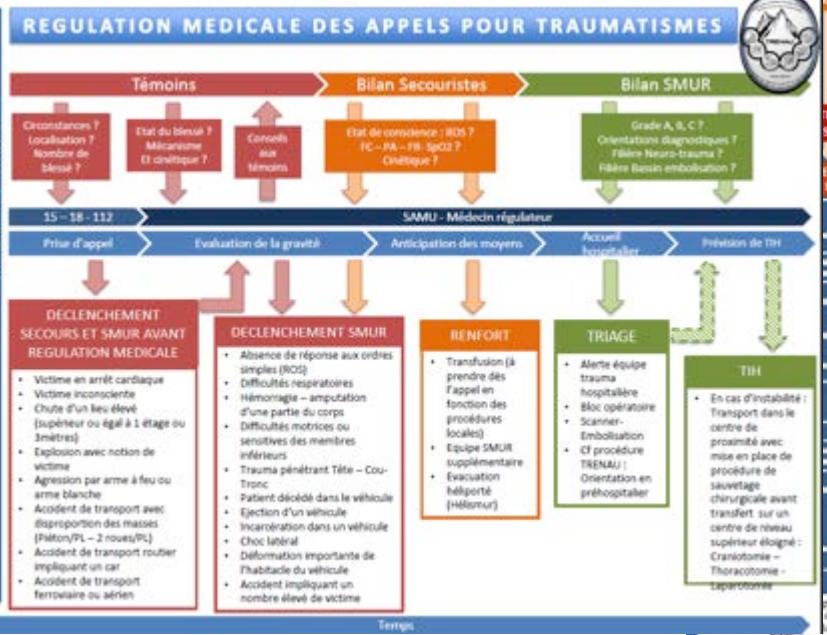 REGULATION MEDICALE DES APPELS POUR TRAUMATISMES
TRENAU
Témoins
Bilan Secouristes
Bilan SMUR
Circonstances ?
Localisation ?
Nombre de
blessé ?
Etat du blessé ?
Mécanisme
Et cinétique ?
Conseils
aux
témoins
Etat de conscience : ROS ?
FC – PA – FR- SpO2 ?
Cinétique ?
Grade A, B, C ?
Orientations diagnostiques ?
Filière Neuro-trauma ?
Filière Bassin embolisation ?
15 – 18 - 112
SAMU - Médecin régulateur
Prise d'appel
Evaluation de la gravité
Anticipation des moyens
Accueil
hospitalier
Prévision de TIH
DECLENCHEMENT
SECOURS ET SMUR AVANT
REGULATION MEDICALE
• Victime en arrêt cardiaque
• Victime inconsciente
• Chute d'un lieu élevé
(supérieur ou égal à 1 étage ou
3mètres)
• Explosion avec notion de
victime
• Agression par arme à feu ou
arme blanche
• Accident de transport avec
disproportion des masses
(Piéton/PL – 2 roues/PL)
• Accident de transport routier
impliquant un car
• Accident de transport
ferroviaire ou aérien
DECLENCHEMENT SMUR
• Absence de réponse aux ordres
simples (ROS)
• Difficultés respiratoires
• Hémorragie – amputation
d'une partie du corps
• Difficultés motrices ou
sensitives des membres
inférieurs
• Trauma pénétrant Tête – Cou-
Tronc
• Patient décédé dans le véhicule
• Ejection d'un véhicule
• Incarcération dans un véhicule
• Choc latéral
• Déformation importante de
l'habitacle du véhicule
• Accident impliquant un
nombre élevé de victime
RENFORT
• Transfusion (à
prendre dès
l'appel en
fonction des
procédures
locales)
• Equipe SMUR
supplémentaire
• Evacuation
héliporté
(Hélismur)
TRIAGE
• Alerte équipe
trauma
hospitalière
• Bloc opératoire
• Scanner-
Embolisation
• Cf procédure
TRENAU :
Orientation en
préhospitalier
TIH
• En cas d'instabilité :
Transport dans le
centre de
proximité avec
mise en place de
procédure de
sauvetage
chirurgicale avant
transfert sur un
centre de niveau
supérieur éloigné :
Craniotomie –
Thoracotomie -
Laparotomie
Temps